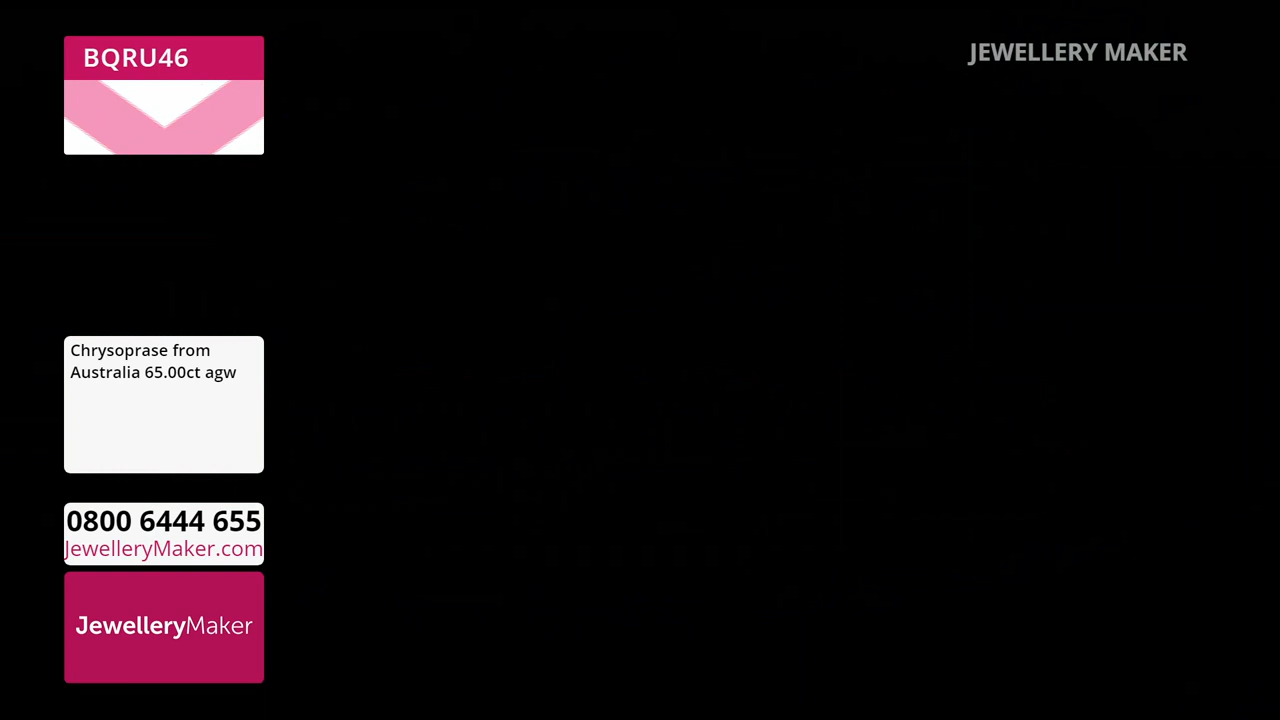 BQRU46
JEWELLERY MAKER
Chrysoprase from
Australia 65.00ct agw
0800 6444 655
JewelleryMaker.com
JewelleryMaker